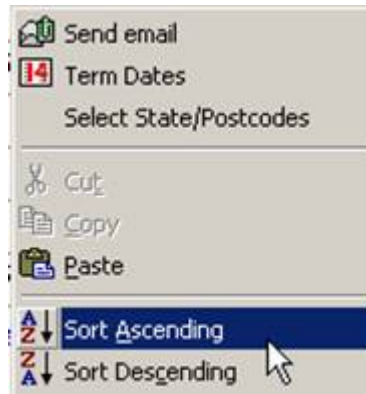 Send email
14 Term Dates
Select State/Postcodes
Cut
Copy
Paste
A Z Sort Ascending
Z A Sort Descending